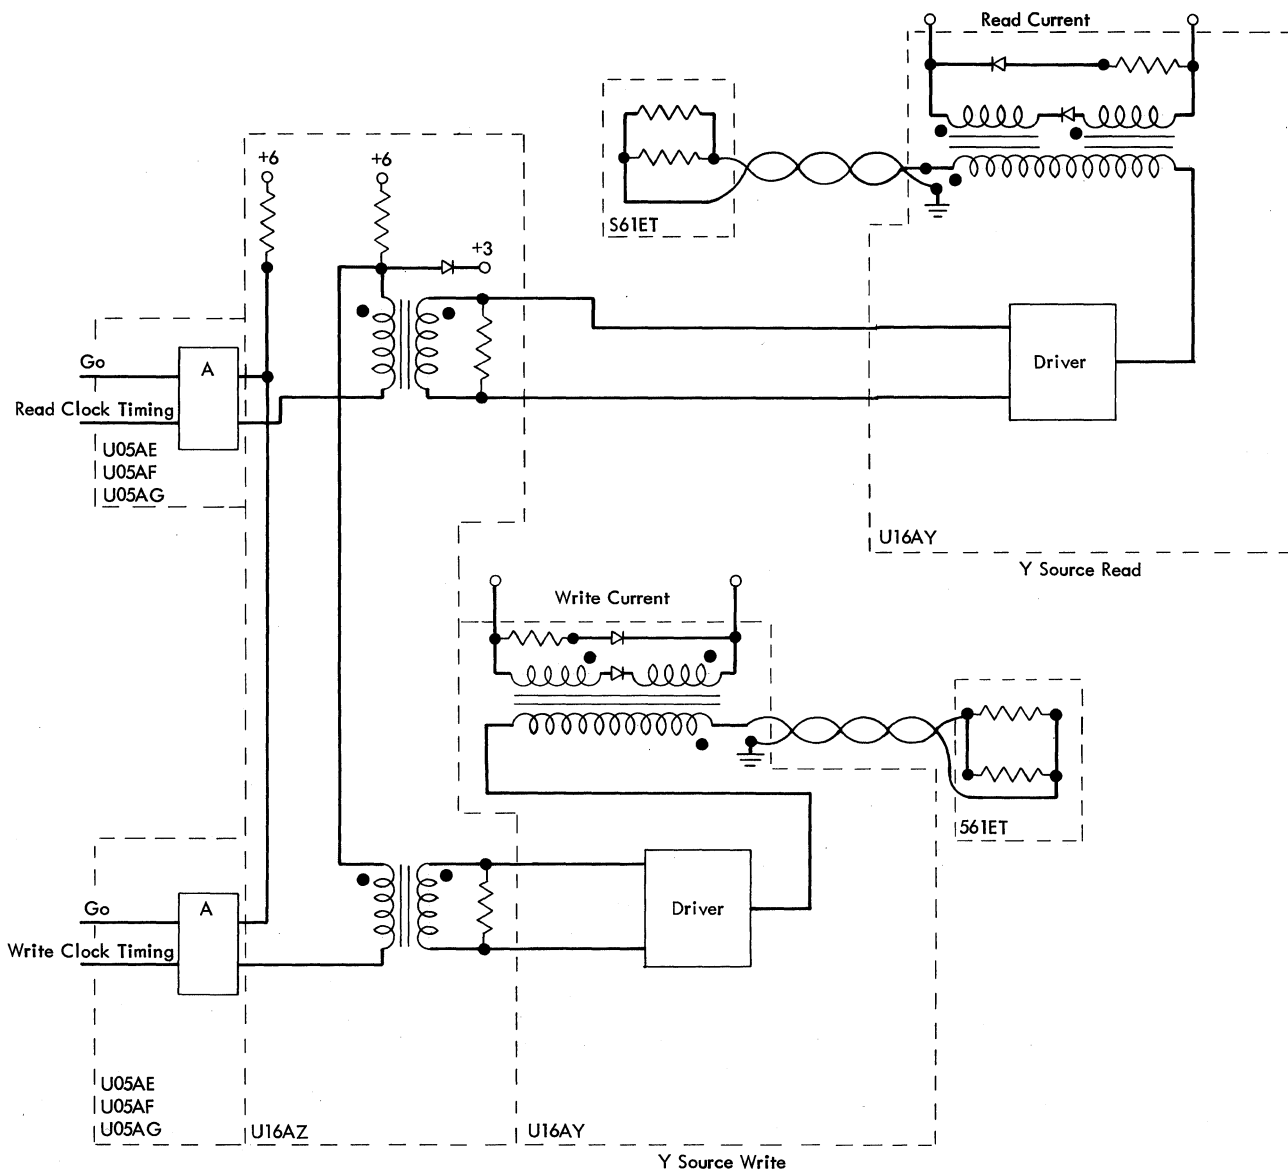 Read Current
+6
+6
S61ET
+3
Go
A
Read Clock Timing
Driver
U05AE
U05AF
U05AG
U16AY
Y Source Read
Write Current
561ET
Go
A
Write Clock Timing
Driver
U05AE
U05AF
U05AG
U16AZ
U16AY
Y Source Write